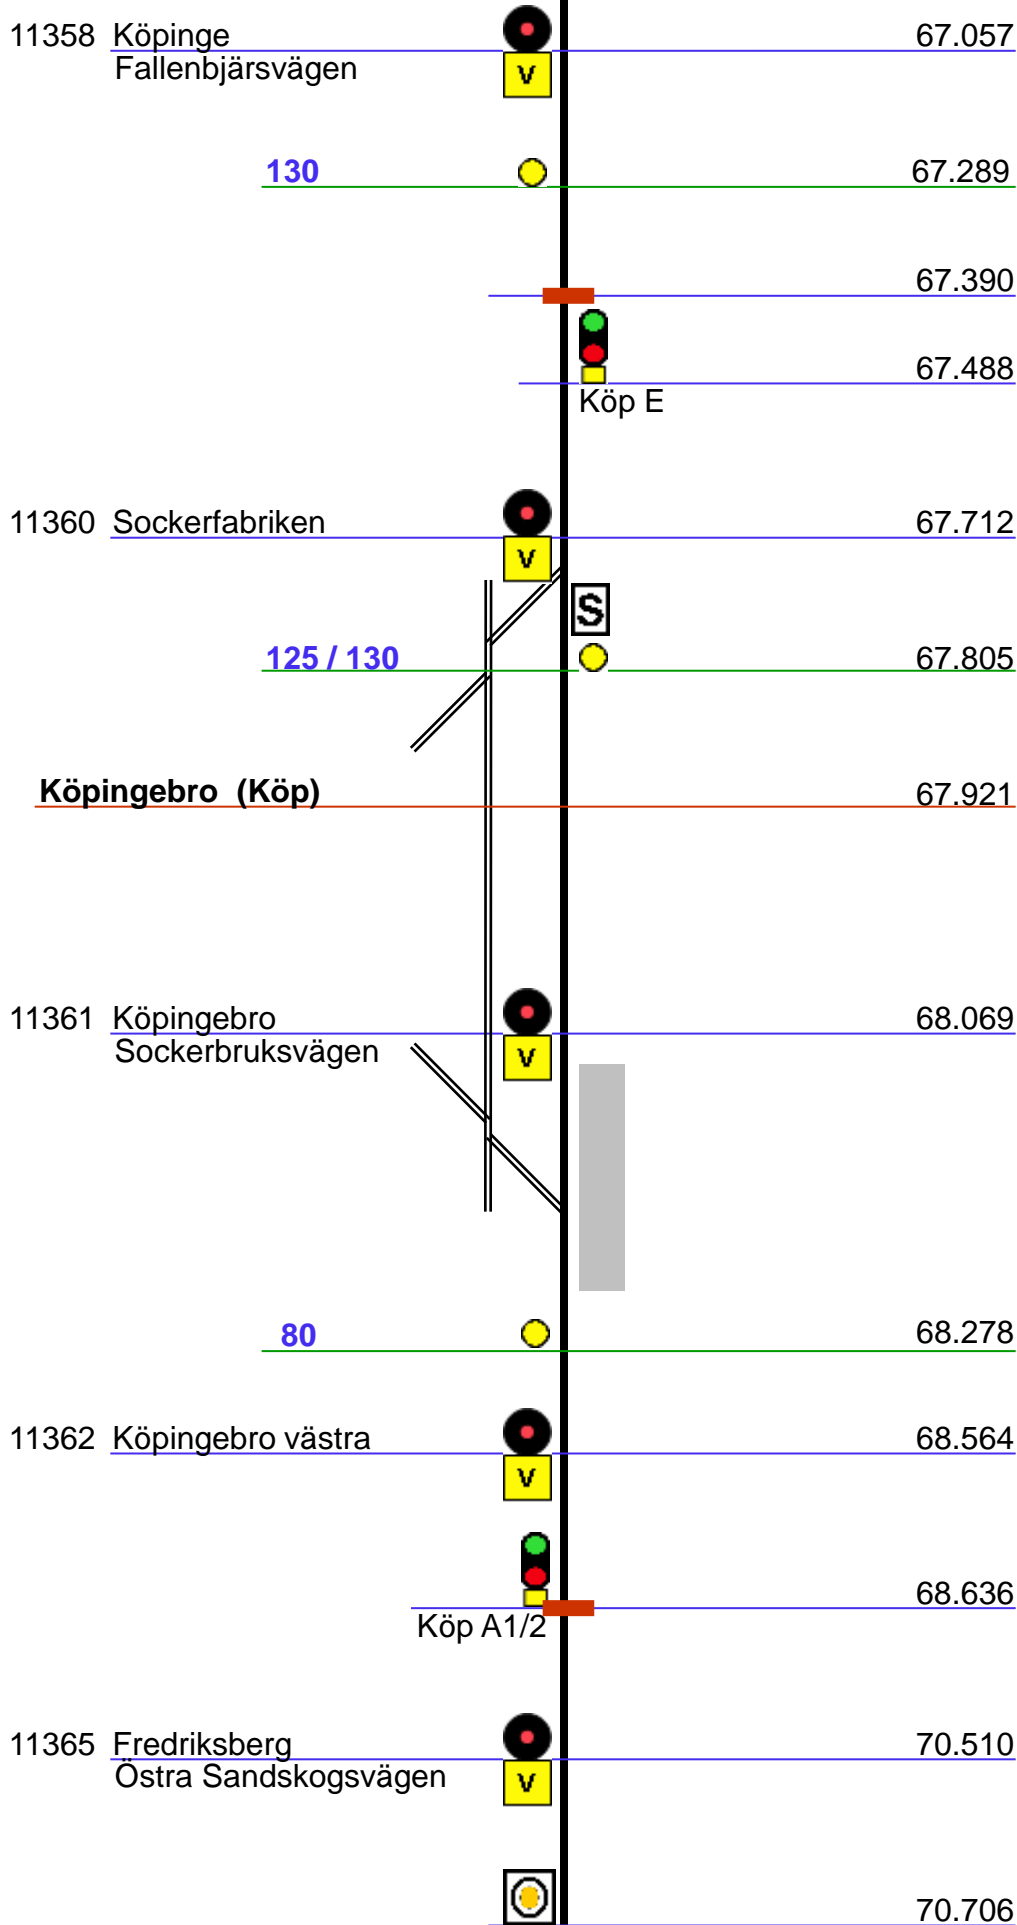 11358 Köpinge 67.057
Fallenbjärsvägen
V
130 67.289
67.390
67.488
Köp E
11360 Sockerfabriken 67.712
V
S
125 / 130 67.805
Köpingebro (Köp) 67.921
11361 Köpingebro 68.069
Sockerbruksvägen
V
80 68.278
11362 Köpingebro västra 68.564
V
68.636
Köp A1/2
11365 Fredriksberg 70.510
Östra Sandskogsvägen
V
70.706